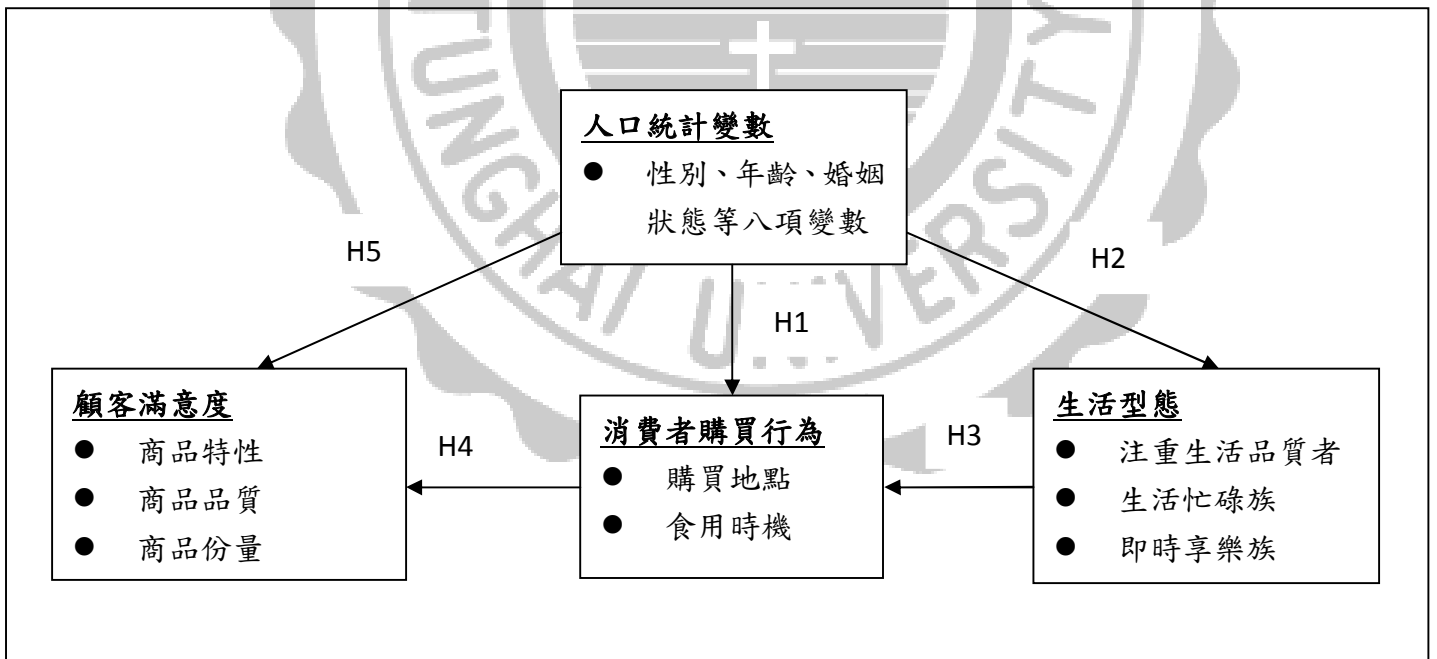 人口統計變數
● 性別、年齡、婚姻
狀態等八項變數
H5
H2
H1
顧客滿意度
● 商品特性
● 商品品質
● 商品份量
H4
消費者購買行為
● 購買地點
● 食用時機
H3
生活型態
● 注重生活品質者
● 生活忙碌族
● 即時享樂族
UNGHAI UNIVERSITY